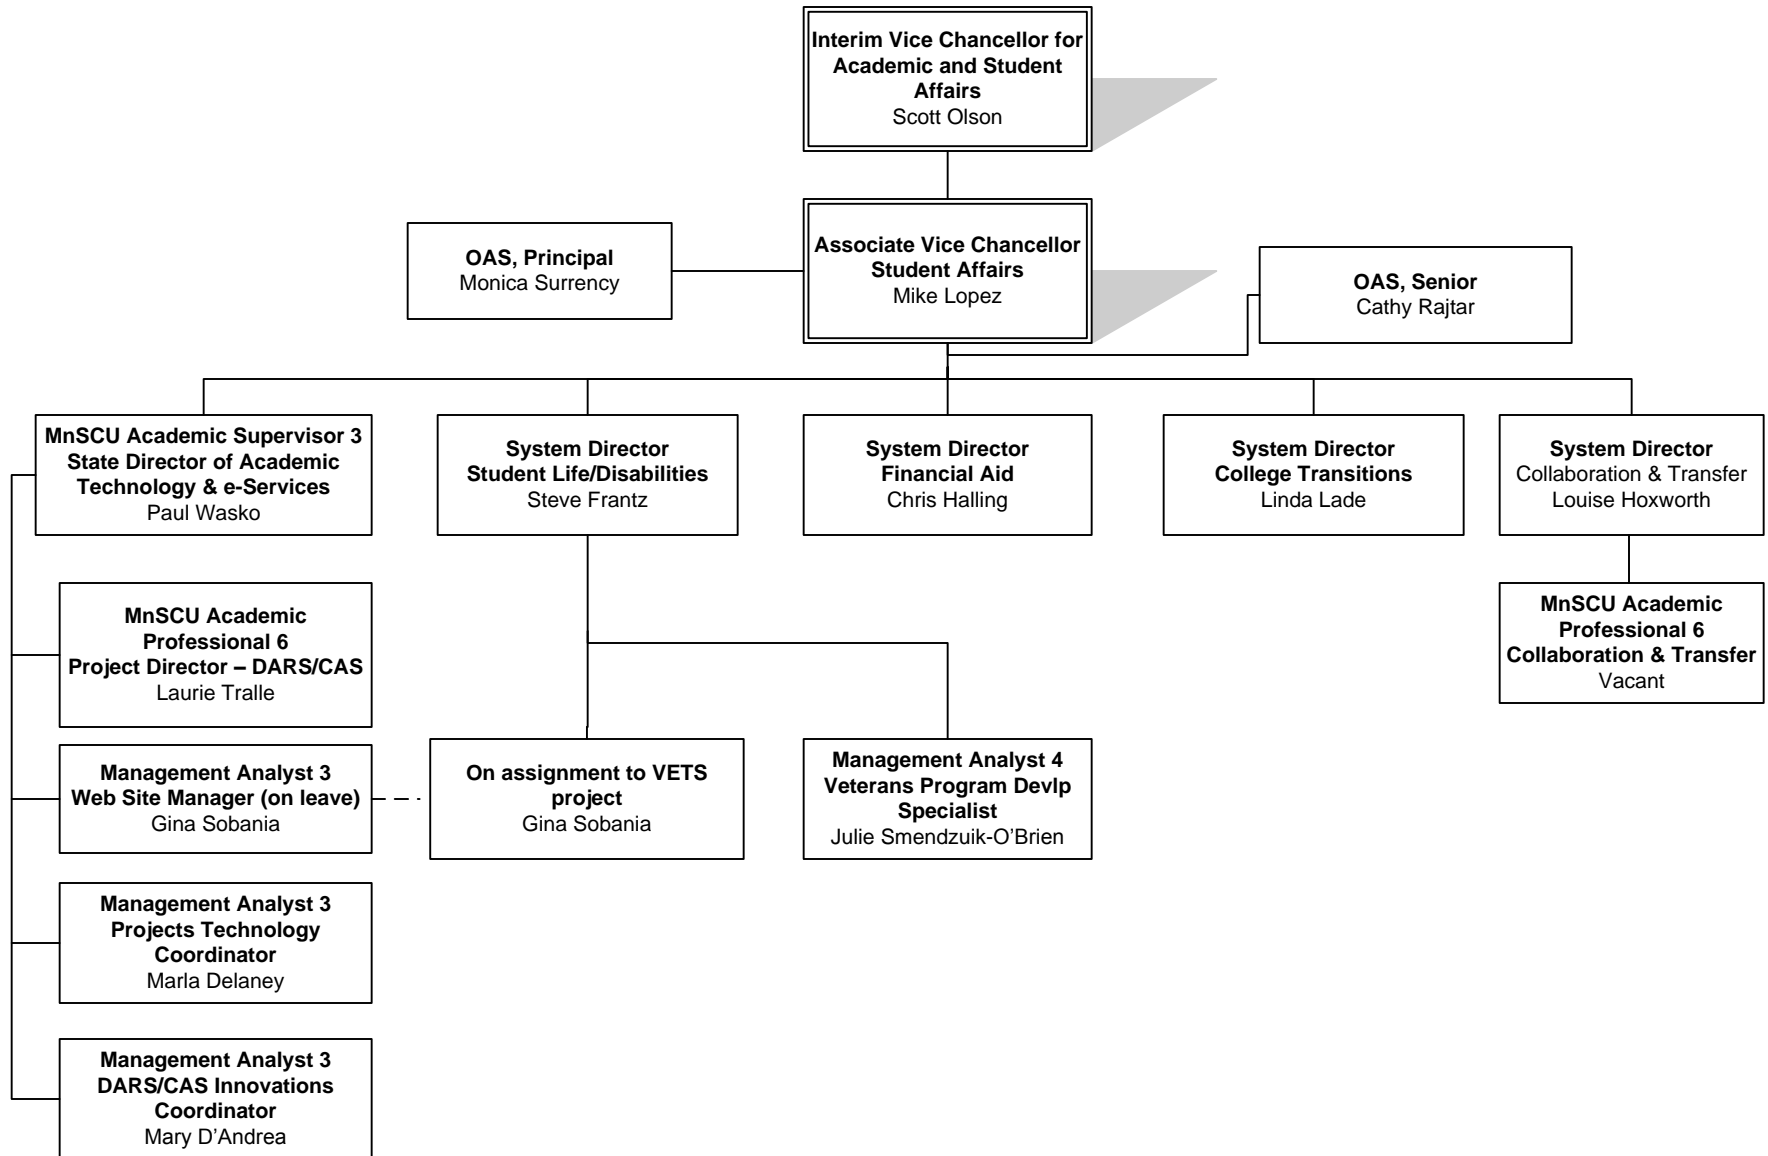 Interim Vice Chancellor for
Academic and Student
Affairs
Scott Olson
OAS, Principal
Monica Surrency
Associate Vice Chancellor
Student Affairs
Mike Lopez
OAS, Senior
Cathy Rajtar
MnSCU Academic Supervisor 3
State Director of Academic
Technology & e-Services
Paul Wasko
System Director
Student Life/Disabilities
Steve Frantz
System Director
Financial Aid
Chris Halling
System Director
College Transitions
Linda Lade
System Director
Collaboration & Transfer
Louise Hoxworth
MnSCU Academic
Professional 6
Project Director – DARS/CAS
Laurie Tralle
MnSCU Academic
Professional 6
Collaboration & Transfer
Vacant
Management Analyst 3
Web Site Manager (on leave)
Gina Sobania
On assignment to VETS
project
Gina Sobania
Management Analyst 4
Veterans Program Devlp
Specialist
Julie Smendzuik-O’Brien
Management Analyst 3
Projects Technology
Coordinator
Marla Delaney
Management Analyst 3
DARS/CAS Innovations
Coordinator
Mary D’Andrea